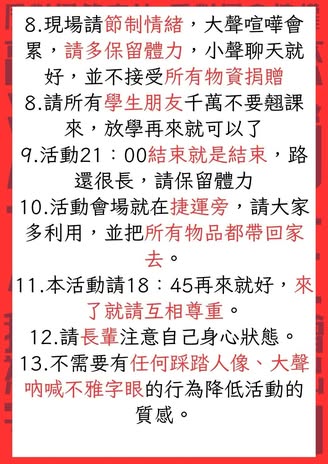 8.現場請節制情緒，大聲喧嘩會
累，請多保留體力，小聲聊天就
好，並不接受所有物資捐贈
8.請所有學生朋友千萬不要翹課
來，放學再來就可以了
9.活動21：00結束就是結束，路
還很長，請保留體力
10.活動會場就在捷運旁，請大家
多利用，並把所有物品都帶回家
去。
11.本活動請18：45再來就好，來
了就請互相尊重。
12.請長輩注意自己身心狀態。
13.不需要有任何踩踏人像、大聲
吶喊不雅字眼的行為降低活動的
質感。